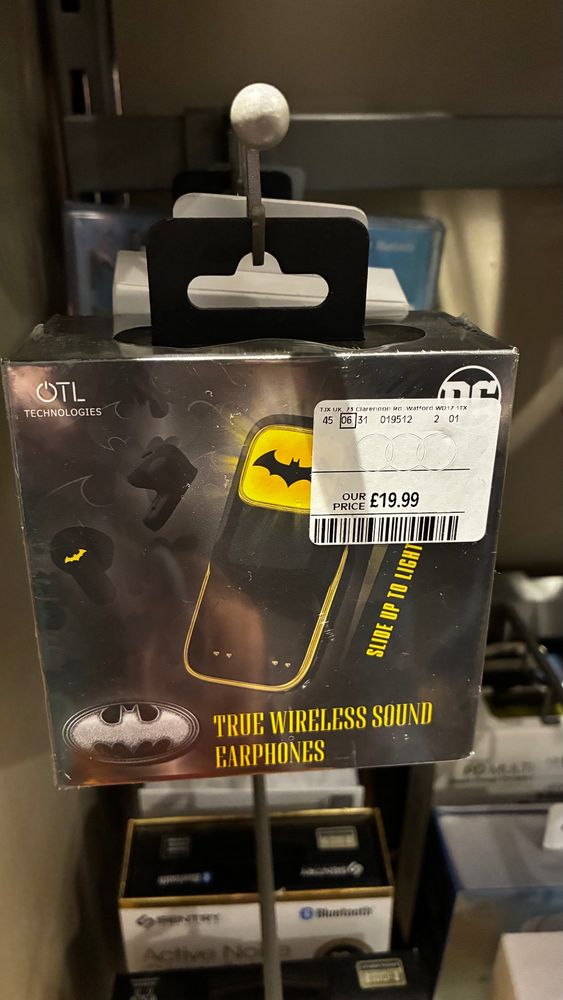 OTL
TECHNOLOGIES
DC
TJX UK, 73 Clarendon Rd, Watford WD17 1TX
45 06 31 019512 2 01
OUR
PRICE £19.99
SLIDE UP TO LIGHT
TRUE WIRELESS SOUND
EARPHONES
SENTRY
Bluetooth
Active Noise